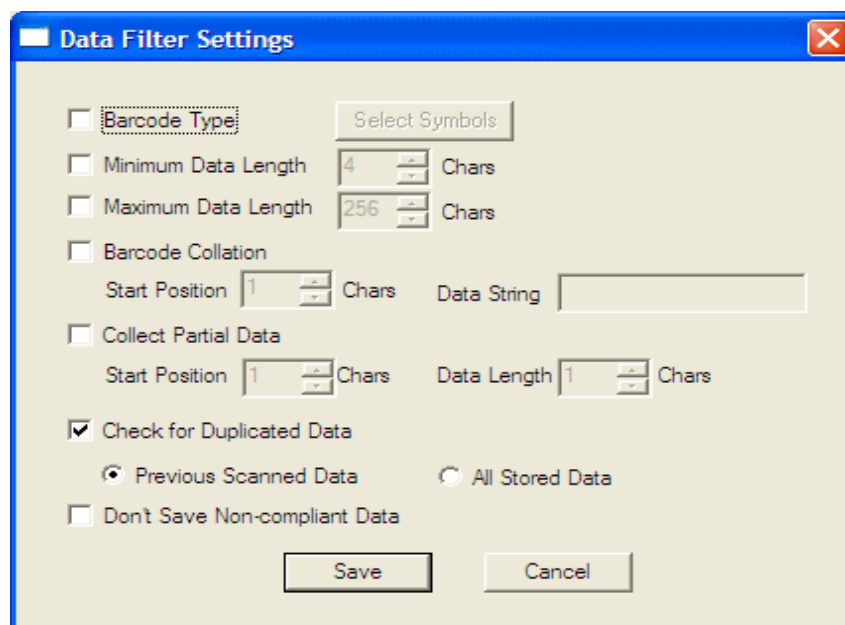 Data Filter Settings
Barcode Type Select Symbols
Minimum Data Length 4 Chars
Maximum Data Length 256 Chars
Barcode Collation
Start Position 1 Chars Data String
Collect Partial Data
Start Position 1 Chars Data Length 1 Chars
Check for Duplicated Data
Previous Scanned Data All Stored Data
Don't Save Non-compliant Data
Save Cancel